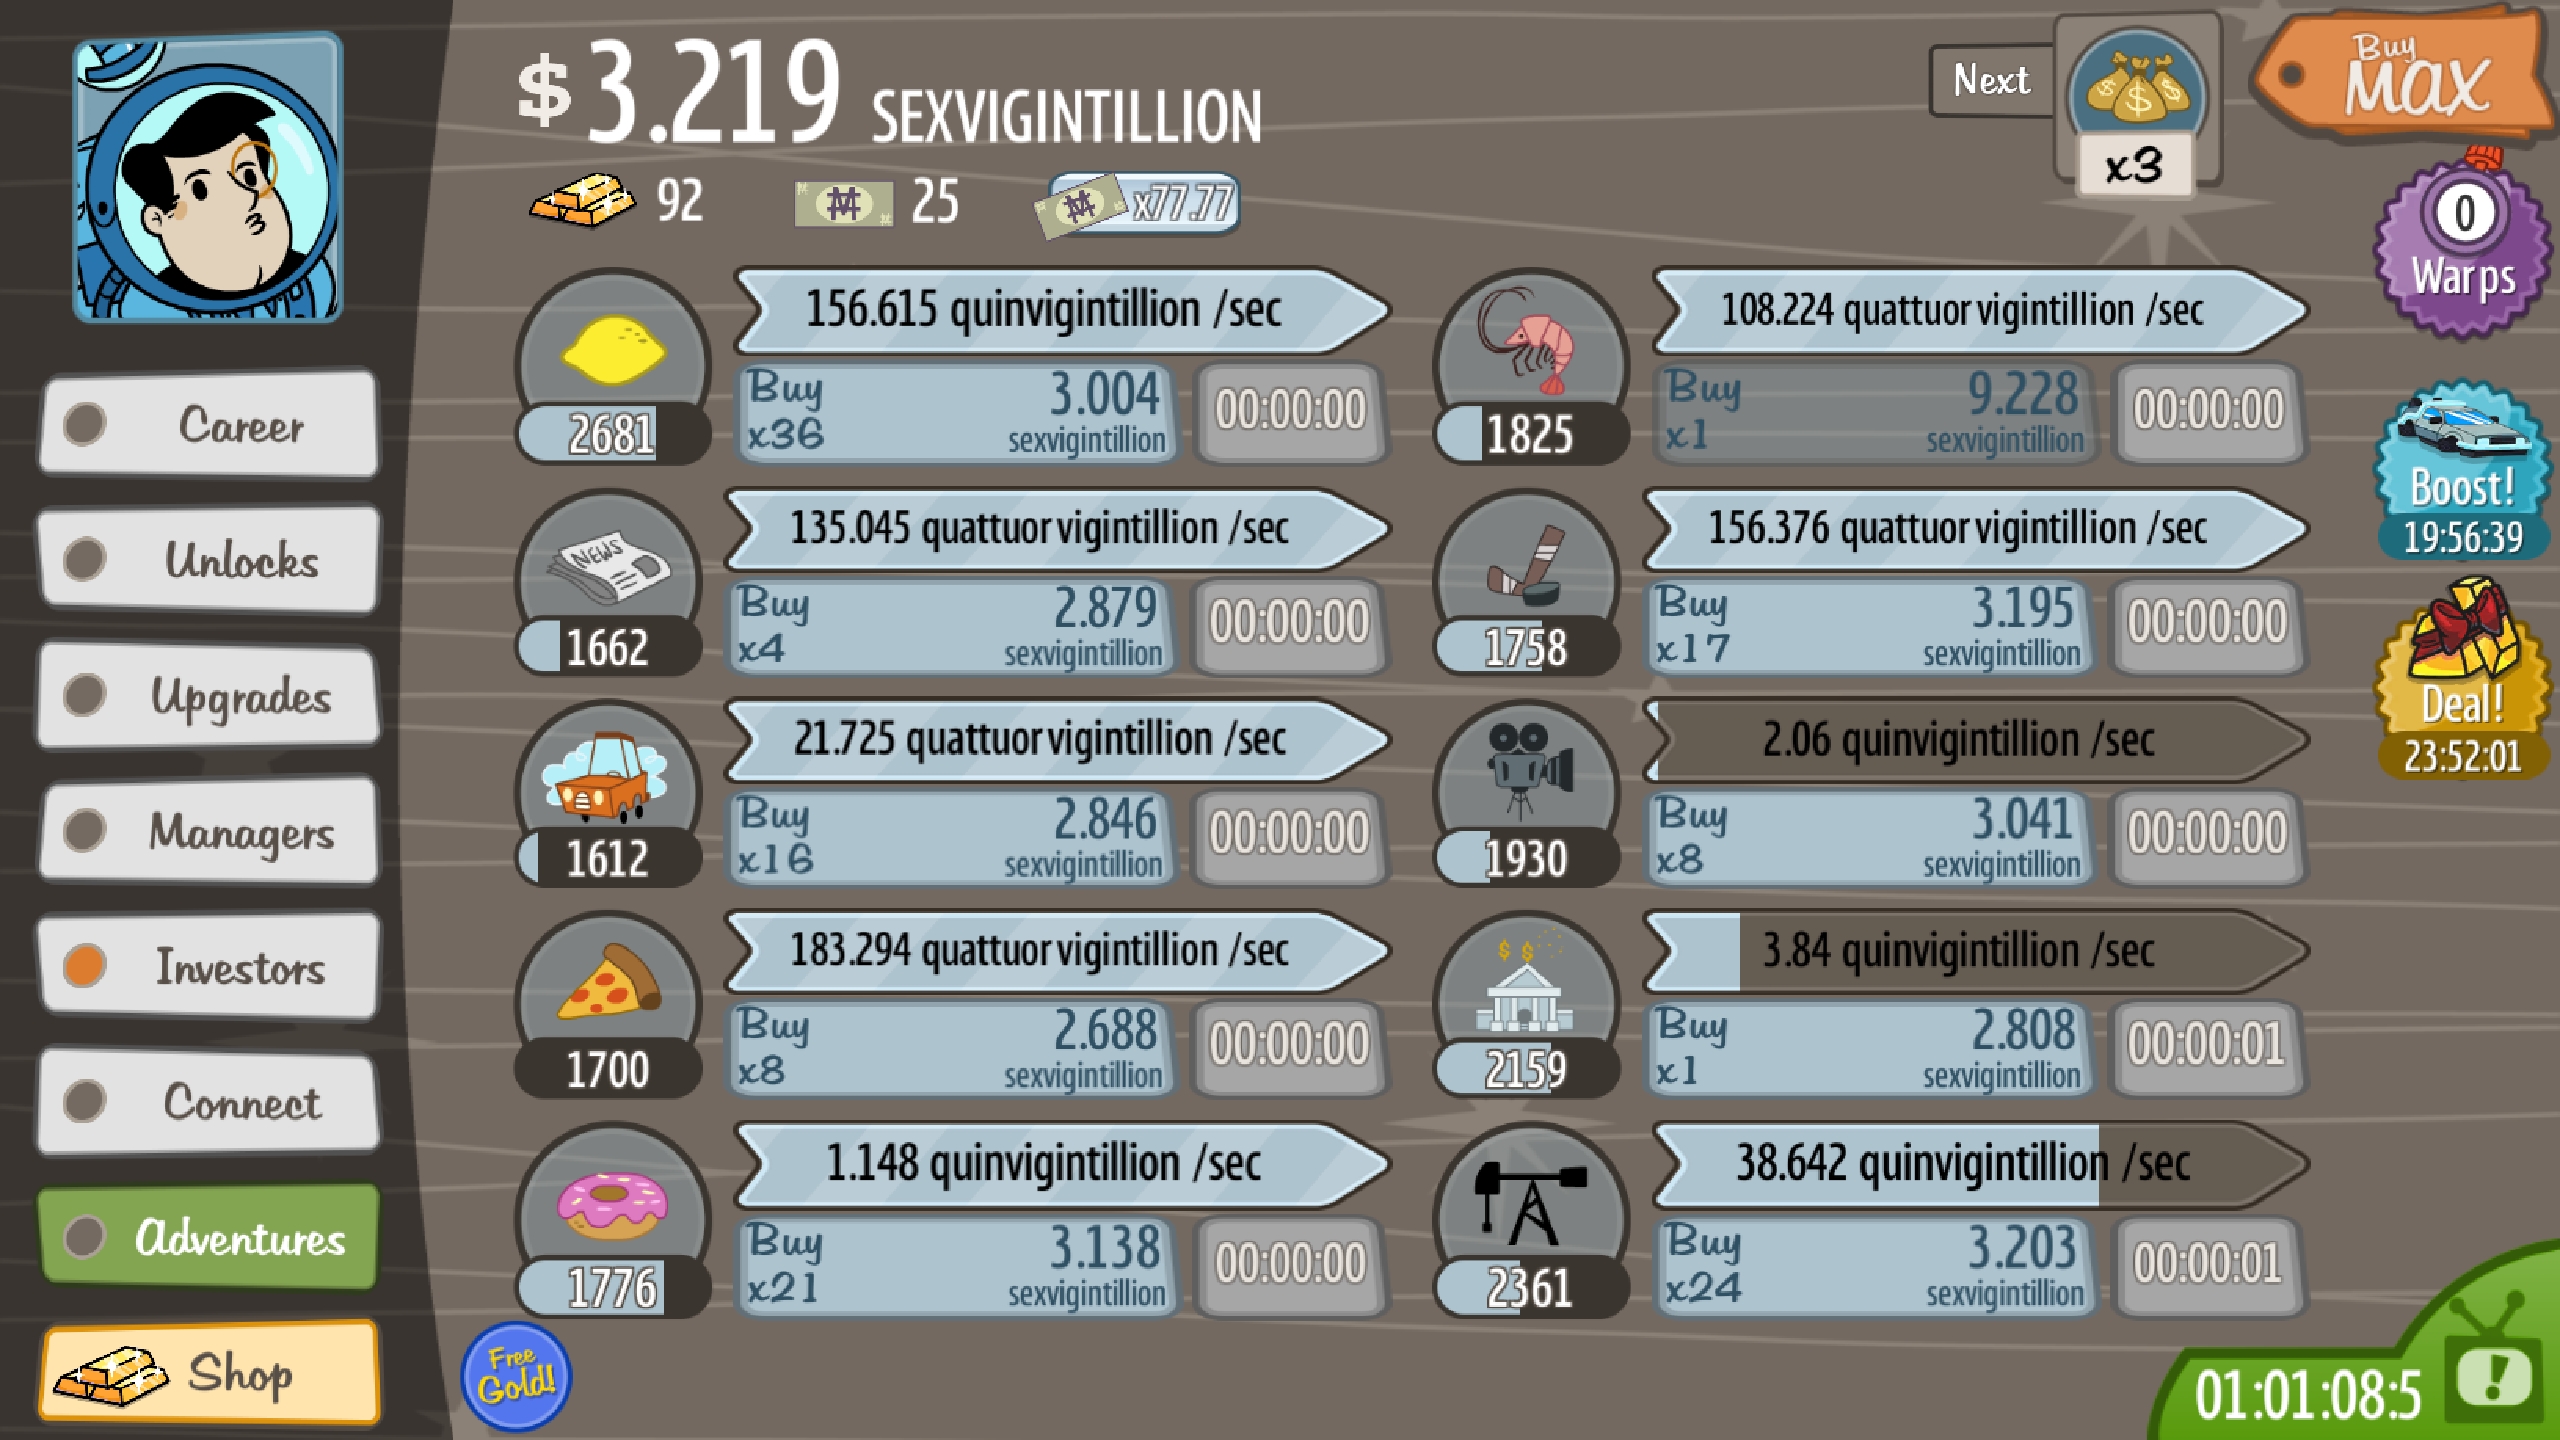 $3.219 SEXVIGINTILLION
92
25
x77.77
Next
x3
Buy
MAX
0
Warps
Boost!
19:56:39
Deal!
23:52:01
Career
Unlocks
Upgrades
Managers
Investors
Connect
Adventures
Shop
2681
156.615 quinvigintillion /sec
Buy x36
3.004 sexvigintillion
00:00:00
NEWS
1662
135.045 quattuorvigintillion /sec
Buy x4
2.879 sexvigintillion
00:00:00
1612
21.725 quattuorvigintillion /sec
Buy x16
2.846 sexvigintillion
00:00:00
1700
183.294 quattuorvigintillion /sec
Buy x8
2.688 sexvigintillion
00:00:00
1776
1.148 quinvigintillion /sec
Buy x21
3.138 sexvigintillion
00:00:00
1825
108.224 quattuorvigintillion /sec
Buy x1
9.228 sexvigintillion
00:00:00
1758
156.376 quattuorvigintillion /sec
Buy x17
3.195 sexvigintillion
00:00:00
1930
2.06 quinvigintillion /sec
Buy x8
3.041 sexvigintillion
00:00:00
$ $
2159
3.84 quinvigintillion /sec
Buy x1
2.808 sexvigintillion
00:00:01
2361
38.642 quinvigintillion /sec
Buy x24
3.203 sexvigintillion
00:00:01
Free
Gold!
01:01:08:5
!